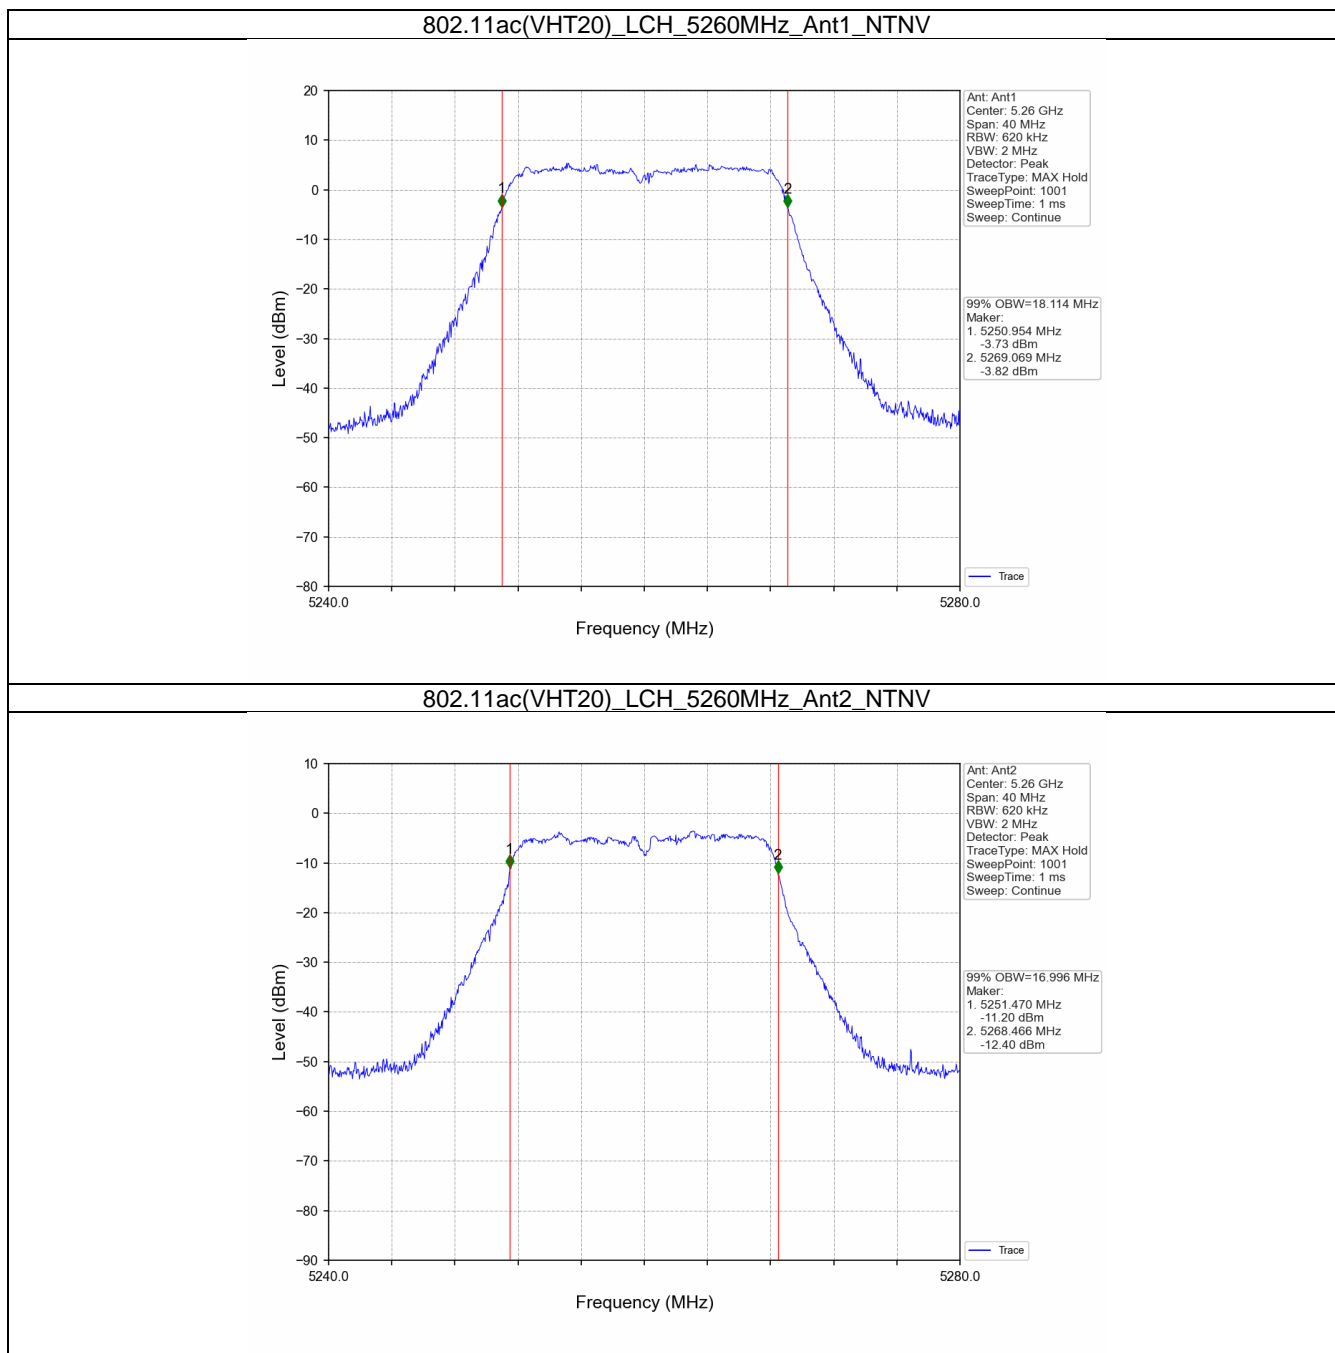 802.11ac(VHT20)_LCH_5260MHz_Ant1_NTNV
20
10
0
−10
−20
−30
−40
−50
−60
−70
−80
Level (dBm)
1
2
5240.0
5280.0
Frequency (MHz)
Ant: Ant1
Center: 5.26 GHz
Span: 40 MHz
RBW: 620 kHz
VBW: 2 MHz
Detector: Peak
TraceType: MAX Hold
SweepPoint: 1001
SweepTime: 1 ms
Sweep: Continue
99% OBW=18.114 MHz
Maker:
1. 5250.954 MHz
-3.73 dBm
2. 5269.069 MHz
-3.82 dBm
Trace
802.11ac(VHT20)_LCH_5260MHz_Ant2_NTNV
10
0
−10
−20
−30
−40
−50
−60
−70
−80
−90
Level (dBm)
1
2
5240.0
5280.0
Frequency (MHz)
Ant: Ant2
Center: 5.26 GHz
Span: 40 MHz
RBW: 620 kHz
VBW: 2 MHz
Detector: Peak
TraceType: MAX Hold
SweepPoint: 1001
SweepTime: 1 ms
Sweep: Continue
99% OBW=16.996 MHz
Maker:
1. 5251.470 MHz
-11.20 dBm
2. 5268.466 MHz
-12.40 dBm
Trace